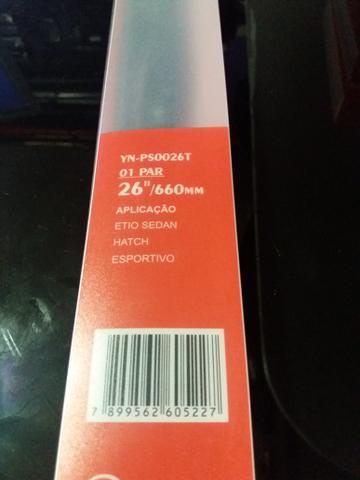 YN-PS0026T
01 PAR
26"/660MM
APLICAÇÃO
ETIO SEDAN
HATCH
ESPORTIVO
7 899562 605227